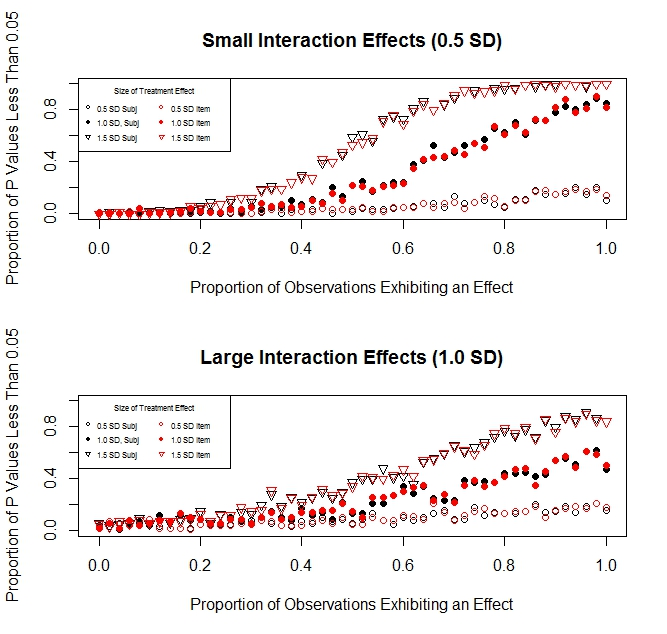 Small Interaction Effects (0.5 SD)
Proportion of P Values Less Than 0.05
0.0 0.4 0.8
Size of Treatment Effect
0.5 SD Subj 0.5 SD Item
1.0 SD, Subj 1.0 SD Item
1.5 SD Subj 1.5 SD Item
0.0 0.2 0.4 0.6 0.8 1.0
Proportion of Observations Exhibiting an Effect
Large Interaction Effects (1.0 SD)
Proportion of P Values Less Than 0.05
0.0 0.4 0.8
Size of Treatment Effect
0.5 SD Subj 0.5 SD Item
1.0 SD, Subj 1.0 SD Item
1.5 SD Subj 1.5 SD Item
0.0 0.2 0.4 0.6 0.8 1.0
Proportion of Observations Exhibiting an Effect